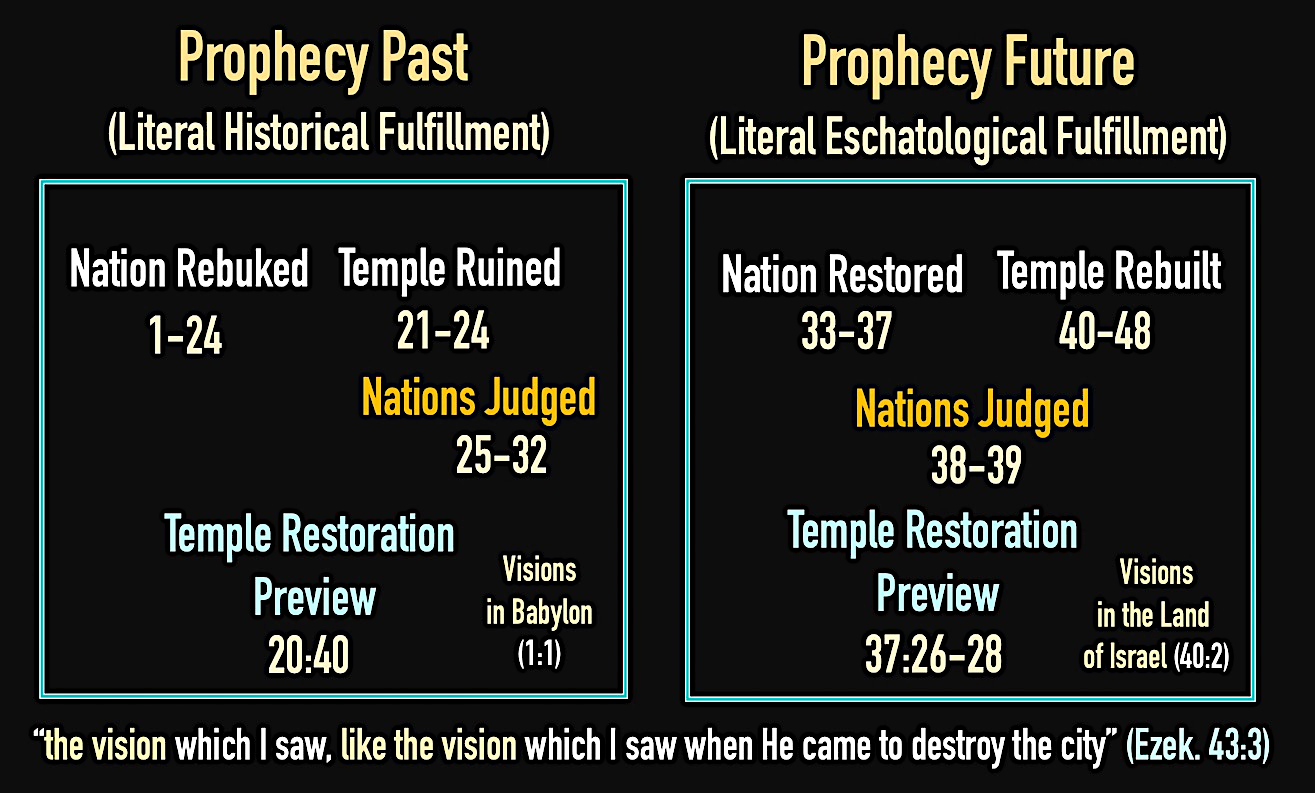 Prophecy Past
(Literal Historical Fulfillment)
Nation Rebuked
1–24
Temple Ruined
21–24
Nations Judged
25–32
Temple Restoration
Preview
20:40
Visions
in Babylon
(1:1)
Prophecy Future
(Literal Eschatological Fulfillment)
Nation Restored
33–37
Temple Rebuilt
40–48
Nations Judged
38–39
Temple Restoration
Preview
37:26–28
Visions
in the Land
of Israel (40:2)
“the vision which I saw, like the vision which I saw when He came to destroy the city” (Ezek. 43:3)